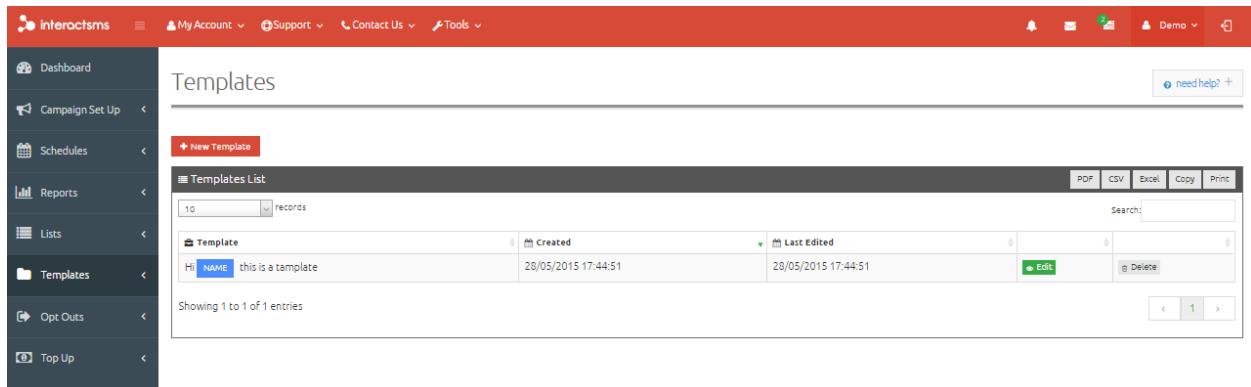 interactsms My Account Support Contact Us Tools 2 Demo
Dashboard
Templates
need help? +
Campaign Set Up
+ New Template
Schedules
Templates List PDF CSV Excel Copy Print
Reports
10 records Search:
Lists
Template Created Last Edited
Templates
Hi NAME this is a tamplate 28/05/2015 17:44:51 28/05/2015 17:44:51 Edit Delete
Showing 1 to 1 of 1 entries < 1 >
Opt Outs
Top Up